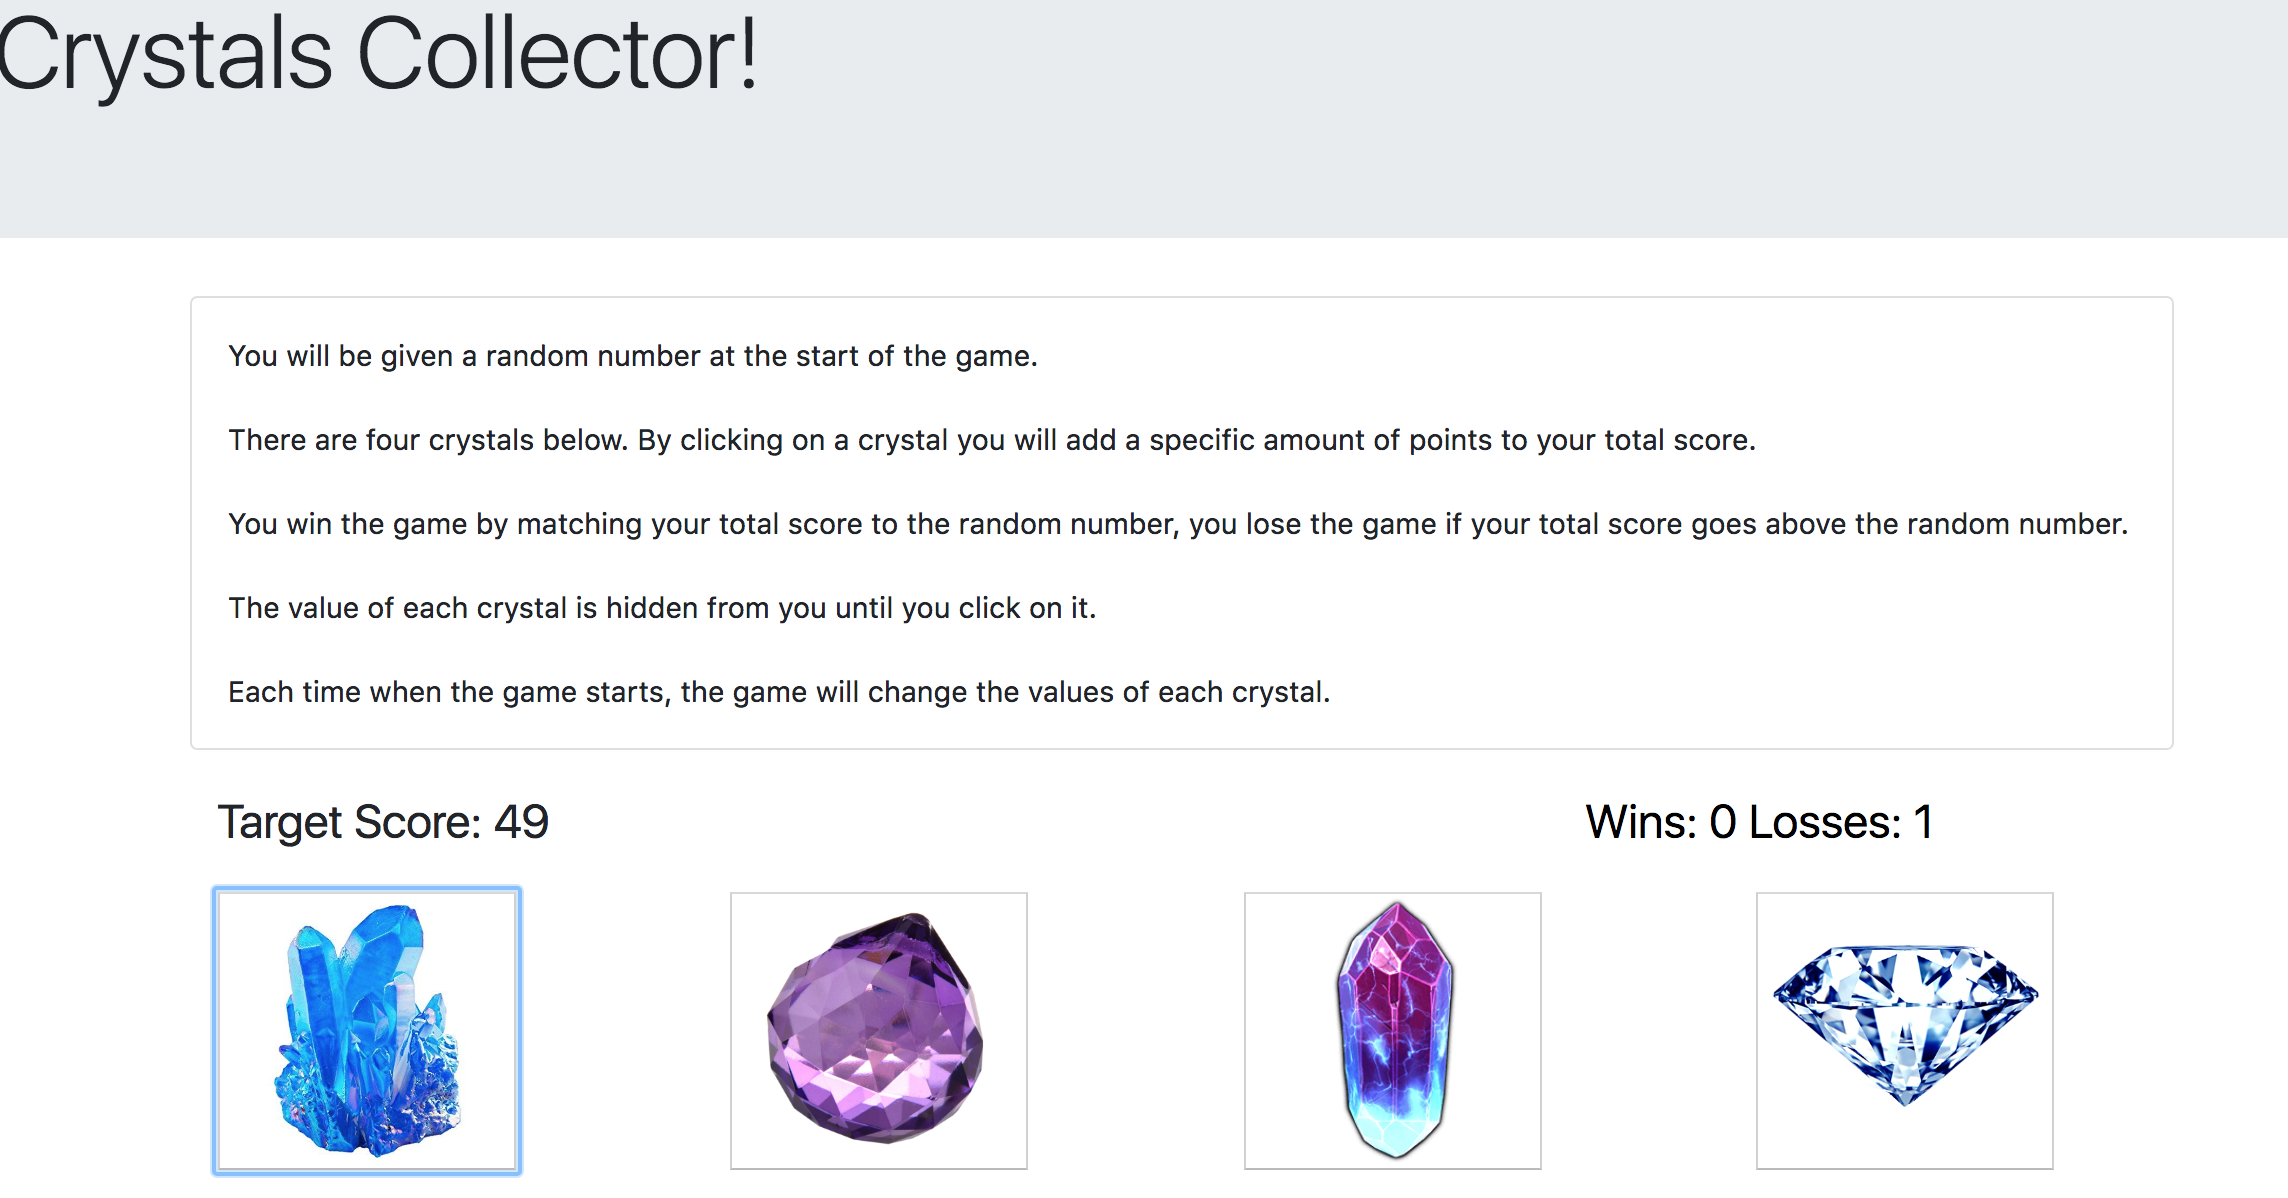 Crystals Collector!
You will be given a random number at the start of the game.
There are four crystals below. By clicking on a crystal you will add a specific amount of points to your total score.
You win the game by matching your total score to the random number, you lose the game if your total score goes above the random number.
The value of each crystal is hidden from you until you click on it.
Each time when the game starts, the game will change the values of each crystal.
Target Score: 49
Wins: 0 Losses: 1